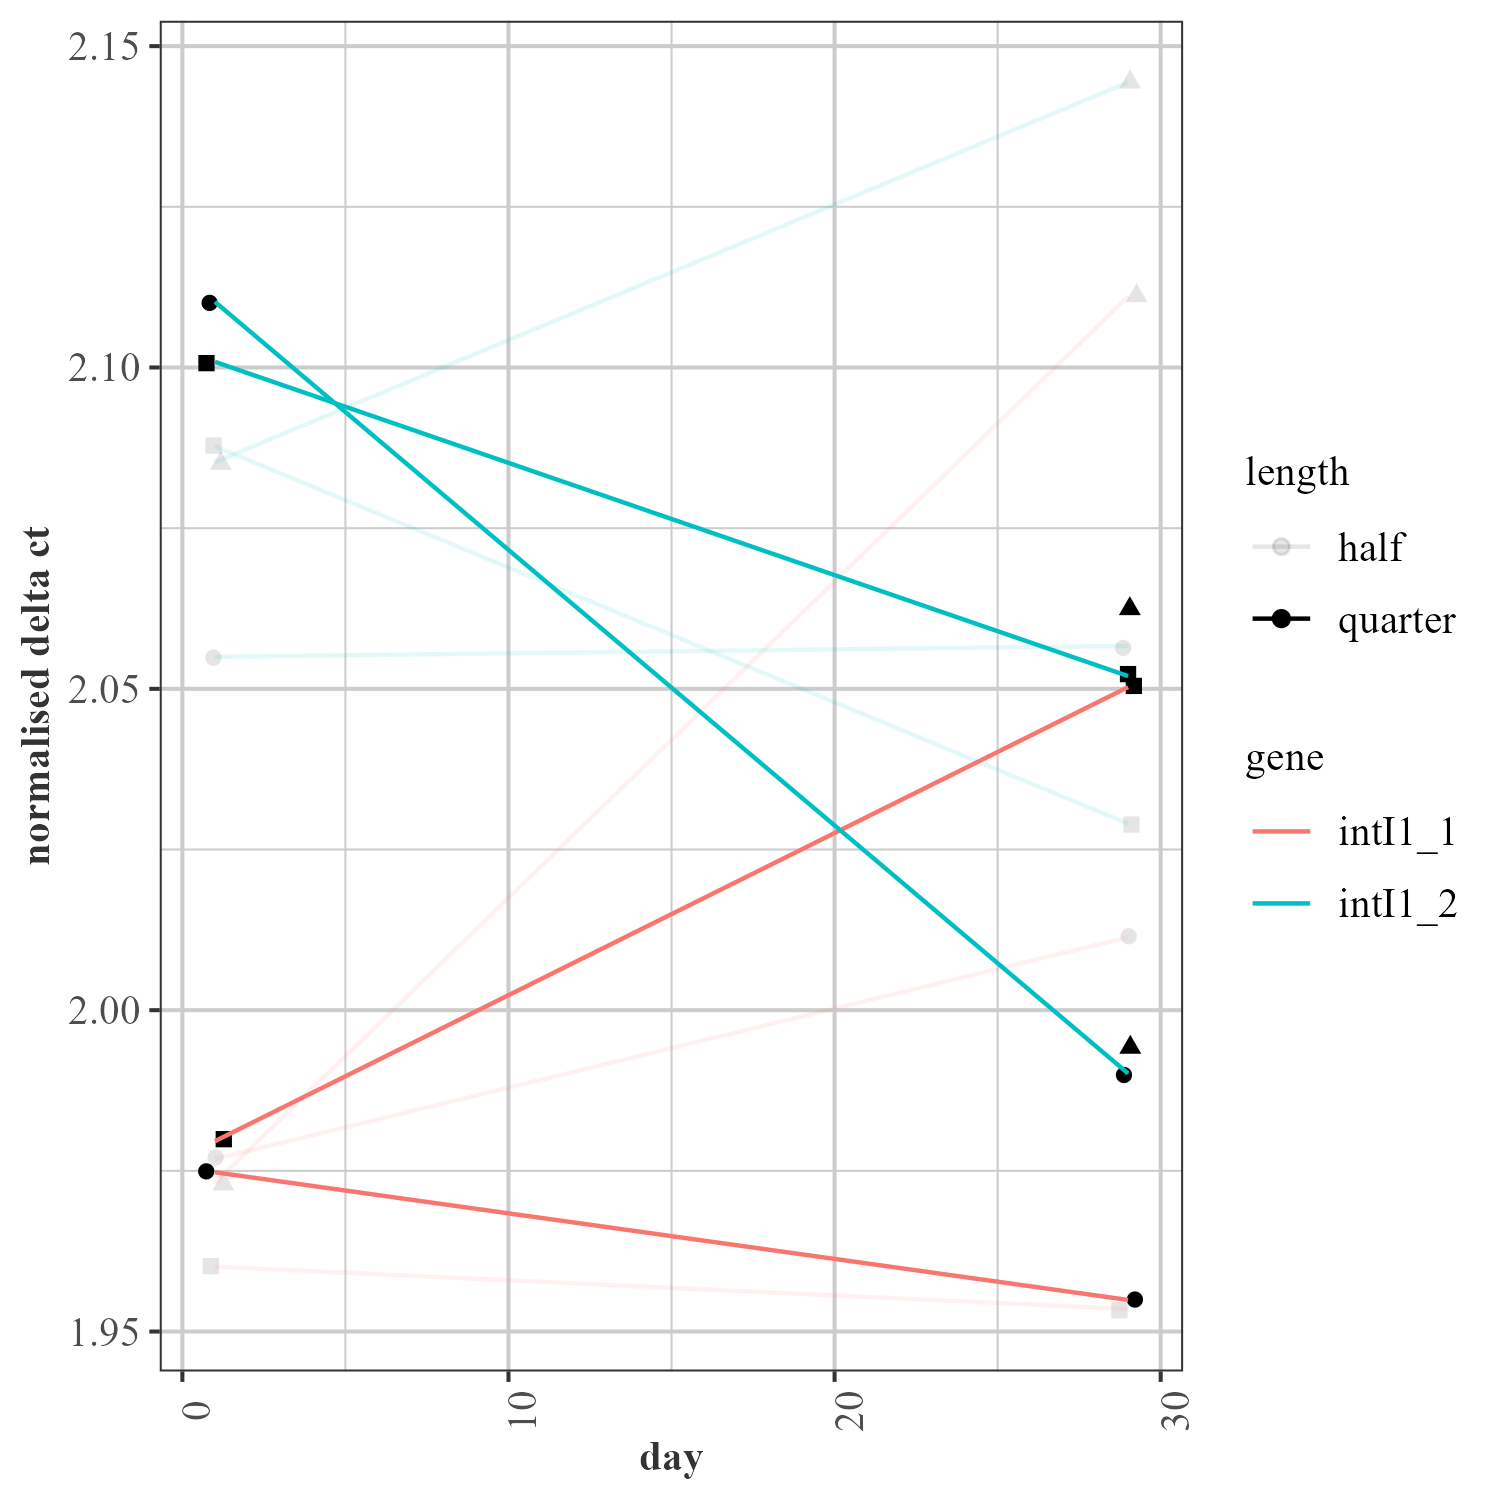 2.15
2.10
2.05
2.00
1.95
normalised delta ct
0
10
20
30
day
length
half
quarter
gene
intI1_1
intI1_2